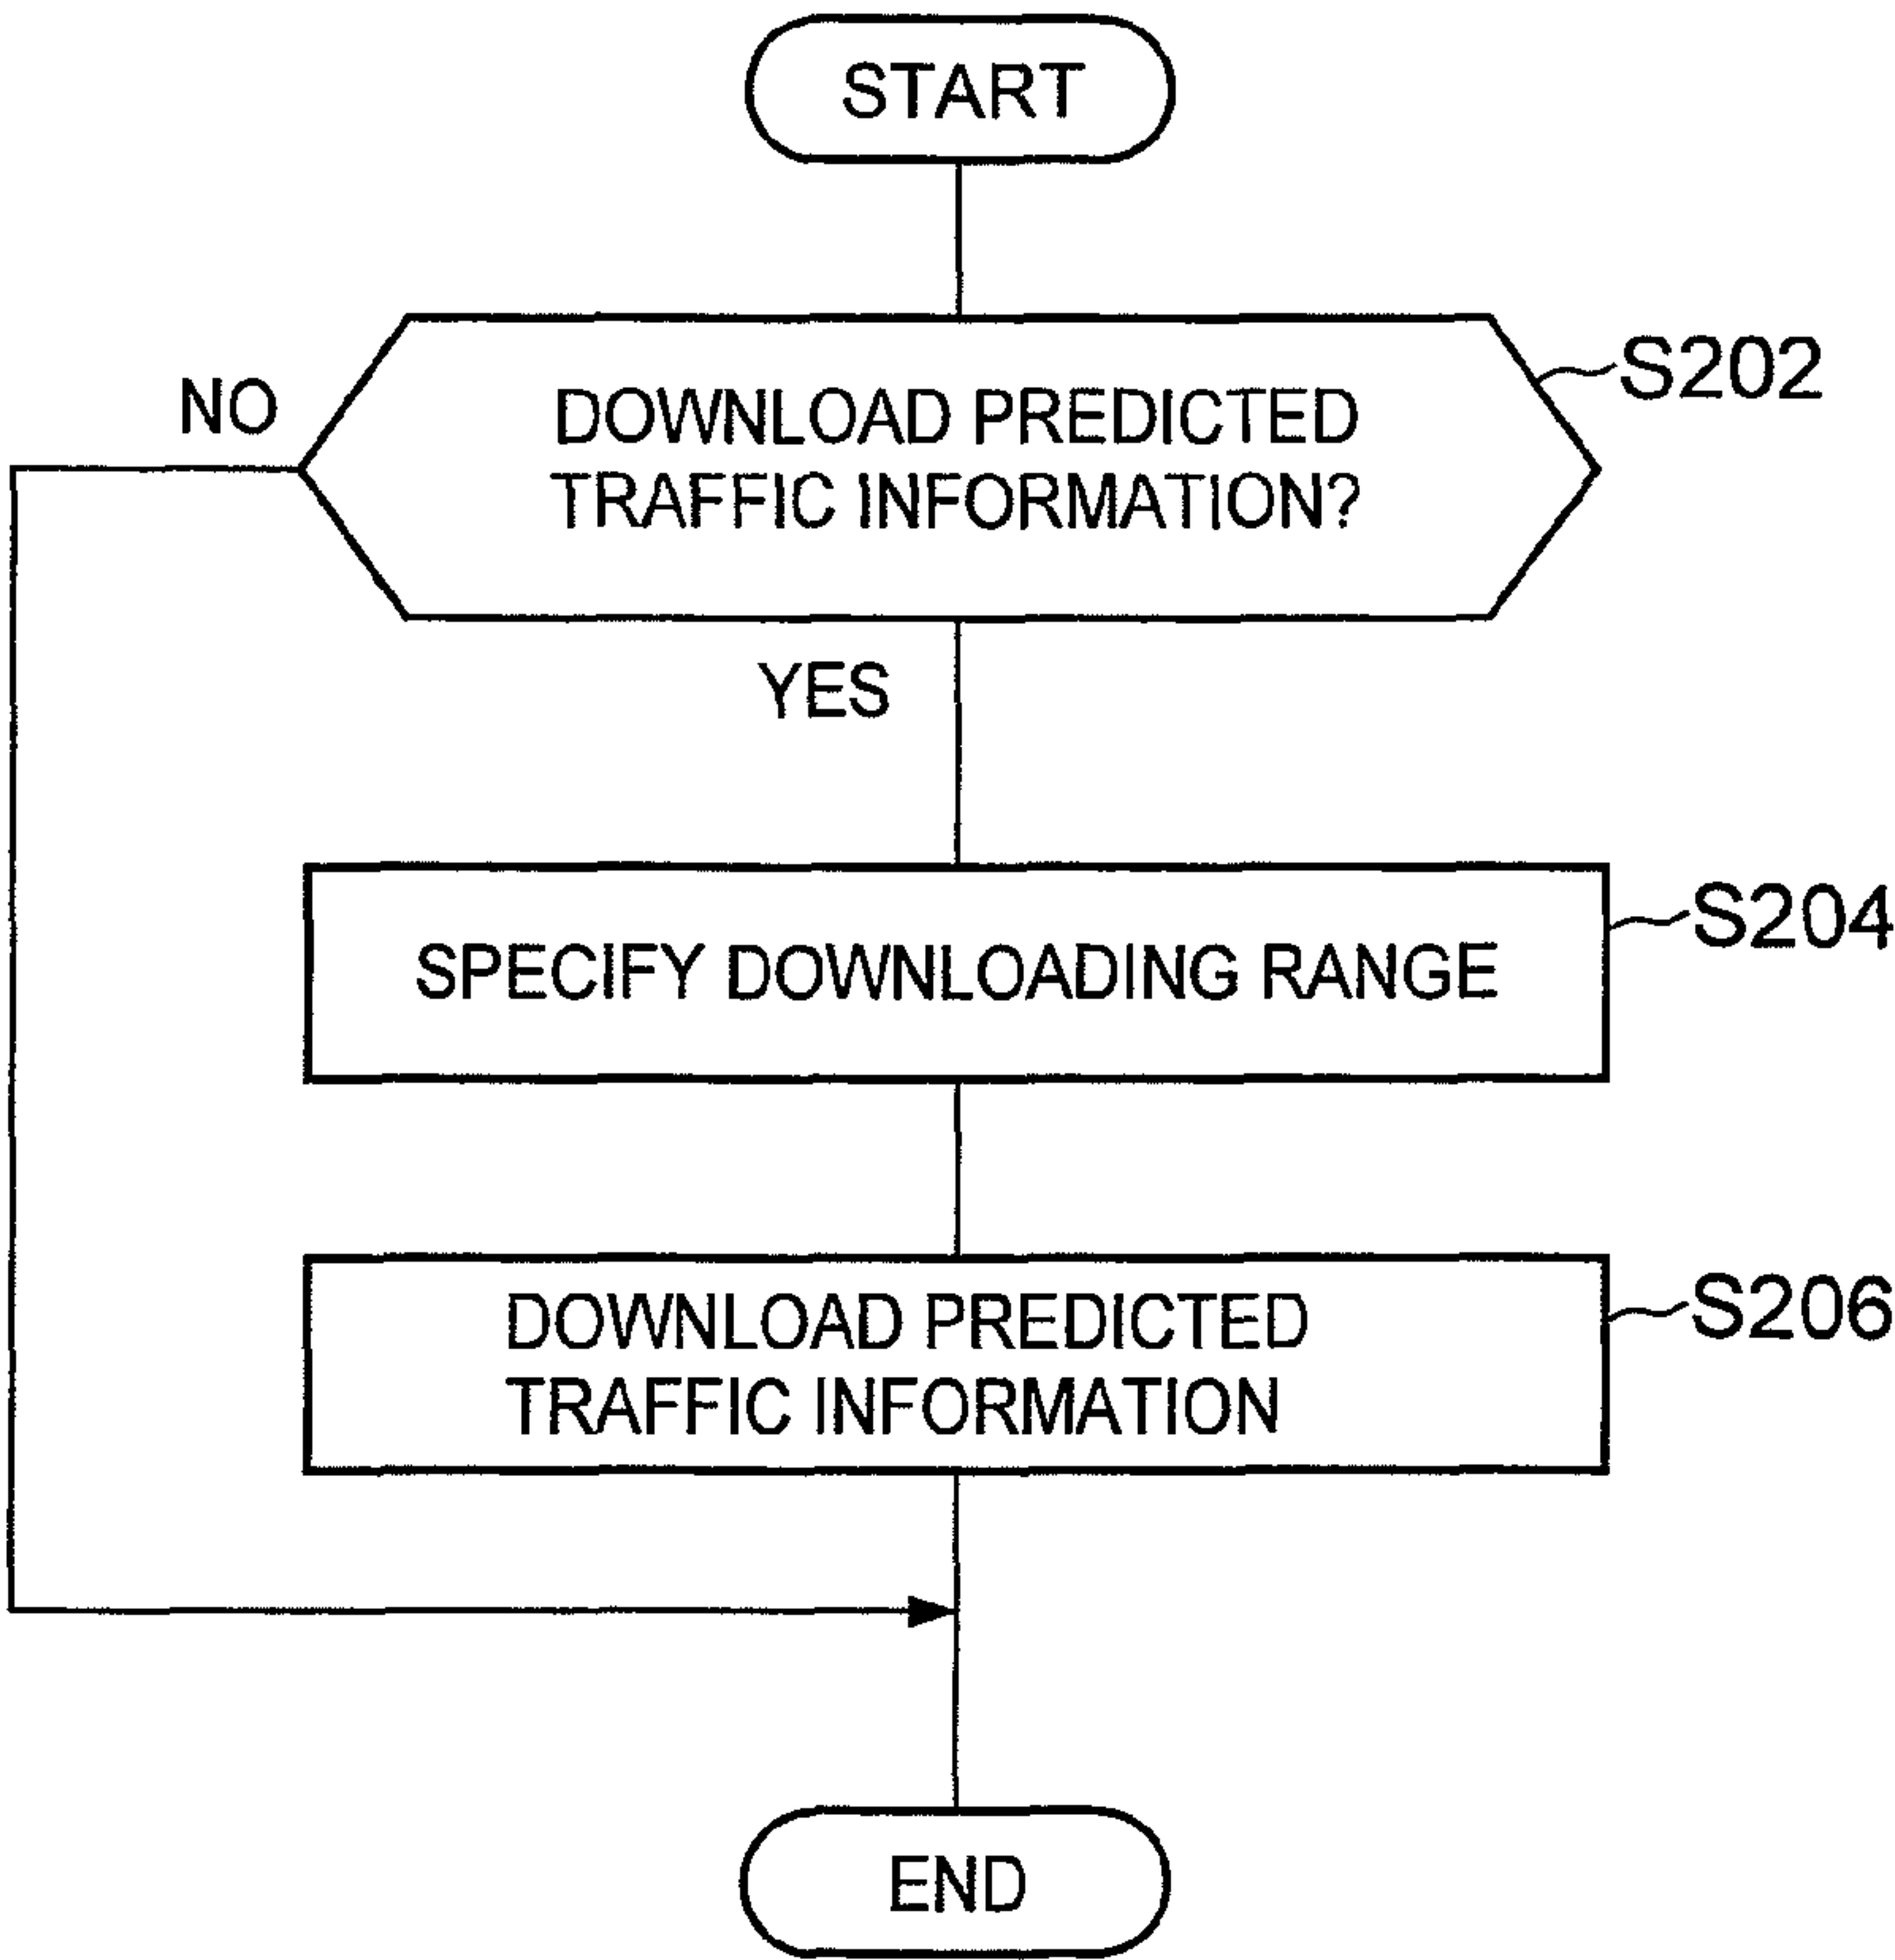 START
S202
NO
DOWNLOAD PREDICTED
TRAFFIC INFORMATION?
YES
S204
SPECIFY DOWNLOADING RANGE
S206
DOWNLOAD PREDICTED
TRAFFIC INFORMATION
END